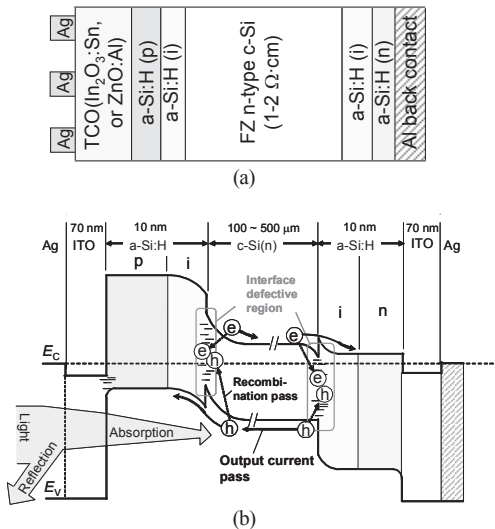 Ag
Ag
Ag
TCO(In₂O₃:Sn,
or ZnO:Al)
a-Si:H (p)
a-Si:H (i)
FZ n-type c-Si
(1-2 Ω·cm)
a-Si:H (i)
a-Si:H (n)
Al back contact
(a)
70 nm 10 nm 100 ~ 500 μm 10 nm 70 nm
Ag ITO a-Si:H c-Si(n) a-Si:H ITO Ag
p i
Interface
defective
region
i n
e e
e h
e h
E_C
Recombi-
nation pass
h h
Light
Absorption
Reflection
Output current
pass
E_V
(b)